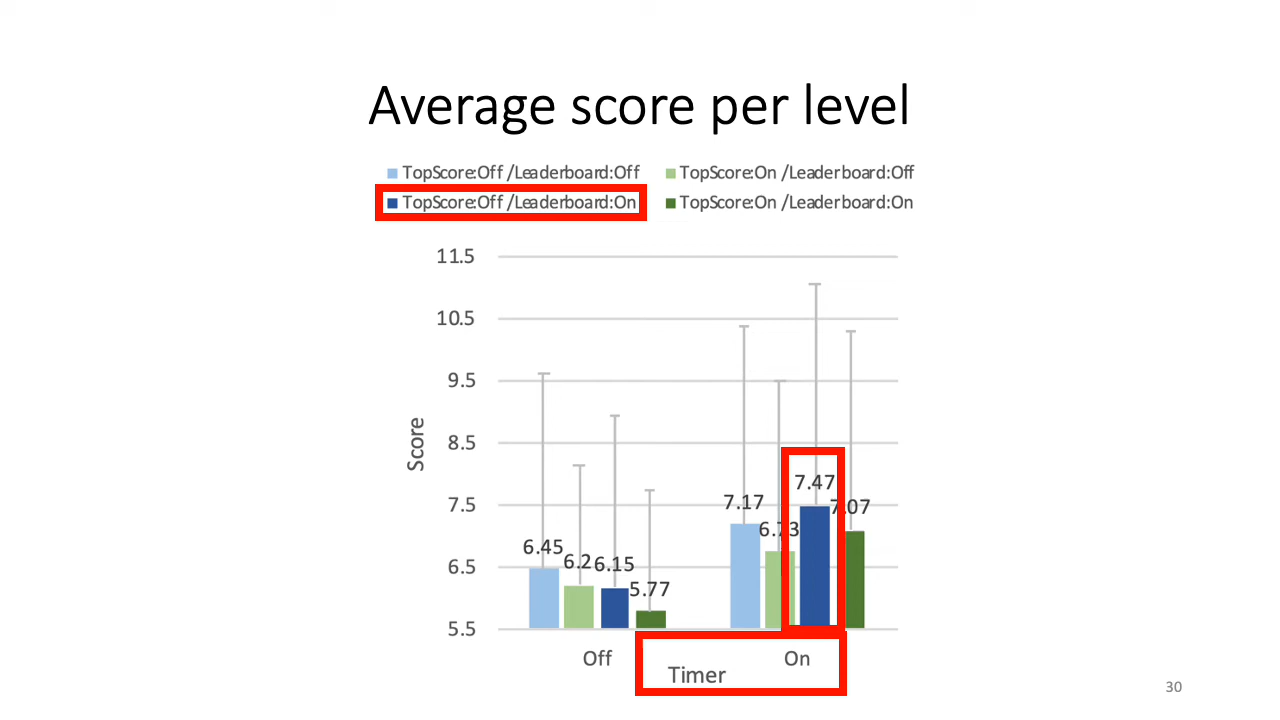 Average score per level
TopScore:Off /Leaderboard:Off
TopScore:On /Leaderboard:Off
TopScore:Off /Leaderboard:On
TopScore:On /Leaderboard:On
11.5
10.5
9.5
8.5
7.5
6.5
5.5
Score
6.45
6.2
6.15
5.77
7.17
6.73
7.47
7.07
Off
On
Timer
30